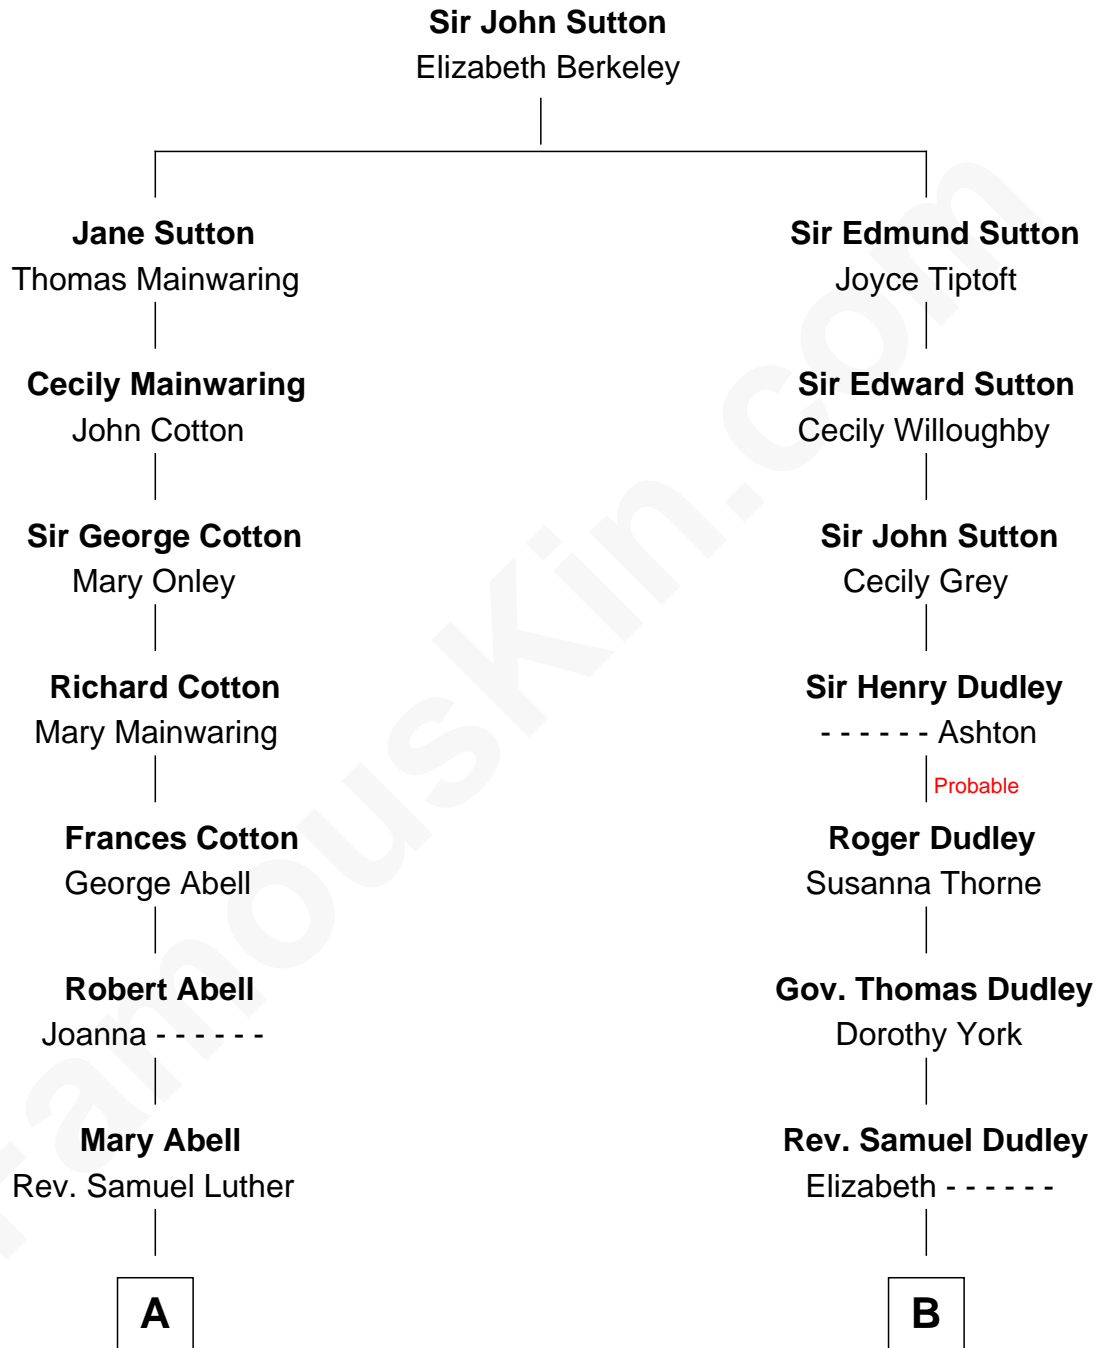 Sir John Sutton
Elizabeth Berkeley
Jane Sutton
Thomas Mainwaring
Cecily Mainwaring
John Cotton
Sir George Cotton
Mary Onley
Richard Cotton
Mary Mainwaring
Frances Cotton
George Abell
Robert Abell
Joanna - - - - - -
Mary Abell
Rev. Samuel Luther
A
Sir Edmund Sutton
Joyce Tiptoft
Sir Edward Sutton
Cecily Willoughby
Sir John Sutton
Cecily Grey
Sir Henry Dudley
- - - - - - Ashton
Probable
Roger Dudley
Susanna Thorne
Gov. Thomas Dudley
Dorothy York
Rev. Samuel Dudley
Elizabeth - - - - - -
B
FamousKin.com